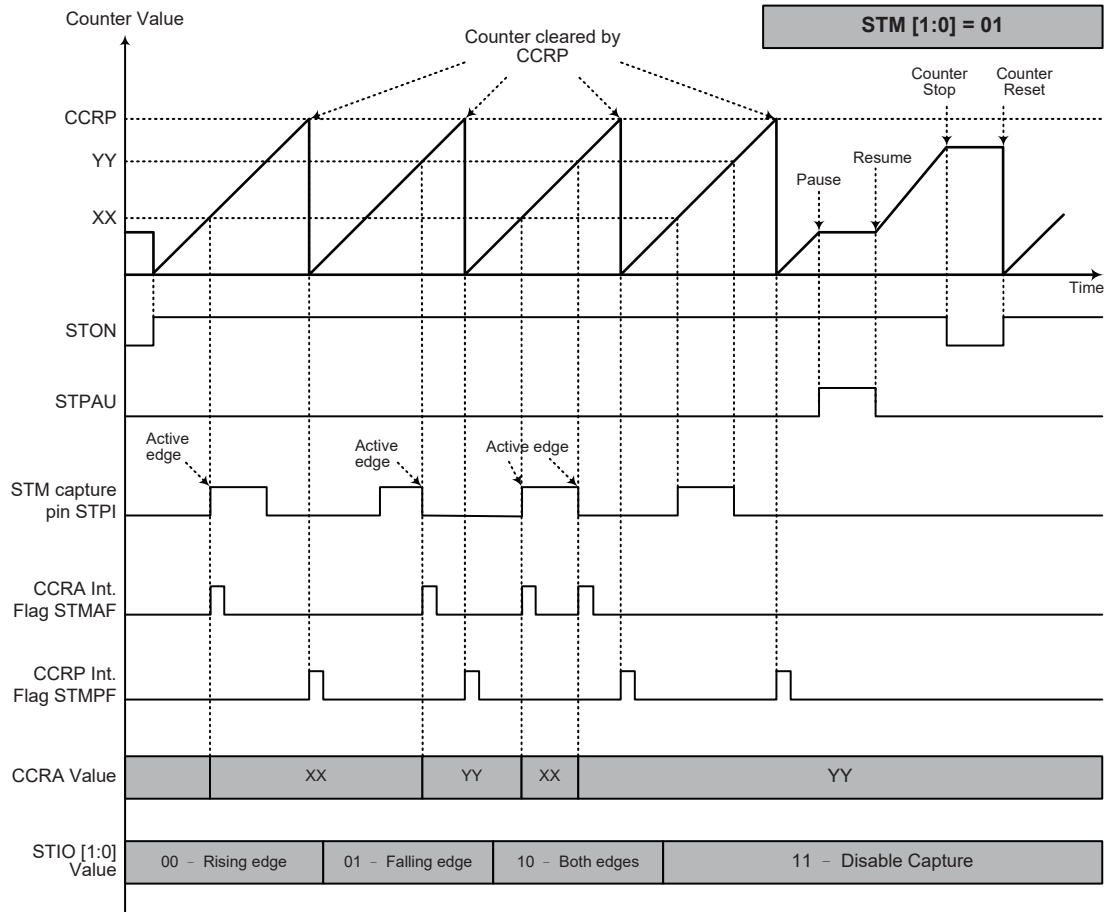 Counter Value
STM [1:0] = 01
Counter cleared by
CCRP
Counter
Stop
Counter
Reset
CCRP
YY
Resume
Pause
XX
Time
STON
STPAU
Active
edge
Active
edge
Active edge
STM capture
pin STPI
CCRA Int.
Flag STMAF
CCRP Int.
Flag STMPF
CCRA Value
XX
YY
XX
YY
STIO [1:0]
Value
00 – Rising edge
01 – Falling edge
10 – Both edges
11 – Disable Capture